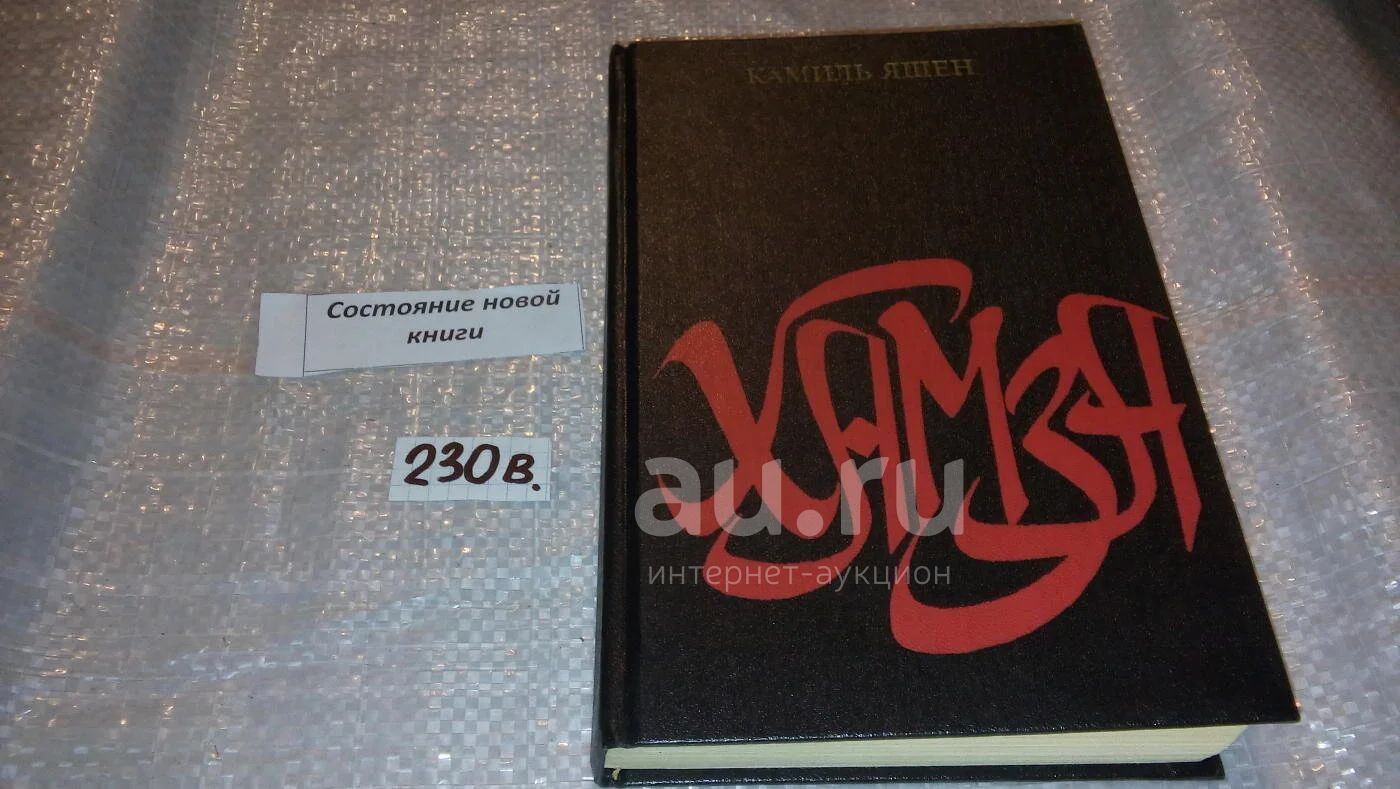 КАМИЛЬ ЯШЕН
ХАМЗА
Состояние новой
книги
230в.
au.ru
интернет-аукцион